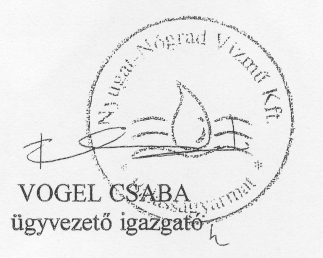 Nyugat-Nógrád Vízmű Kft.
* Balassagyarmat *
VOGEL CSABA
ügyvezető igazgató